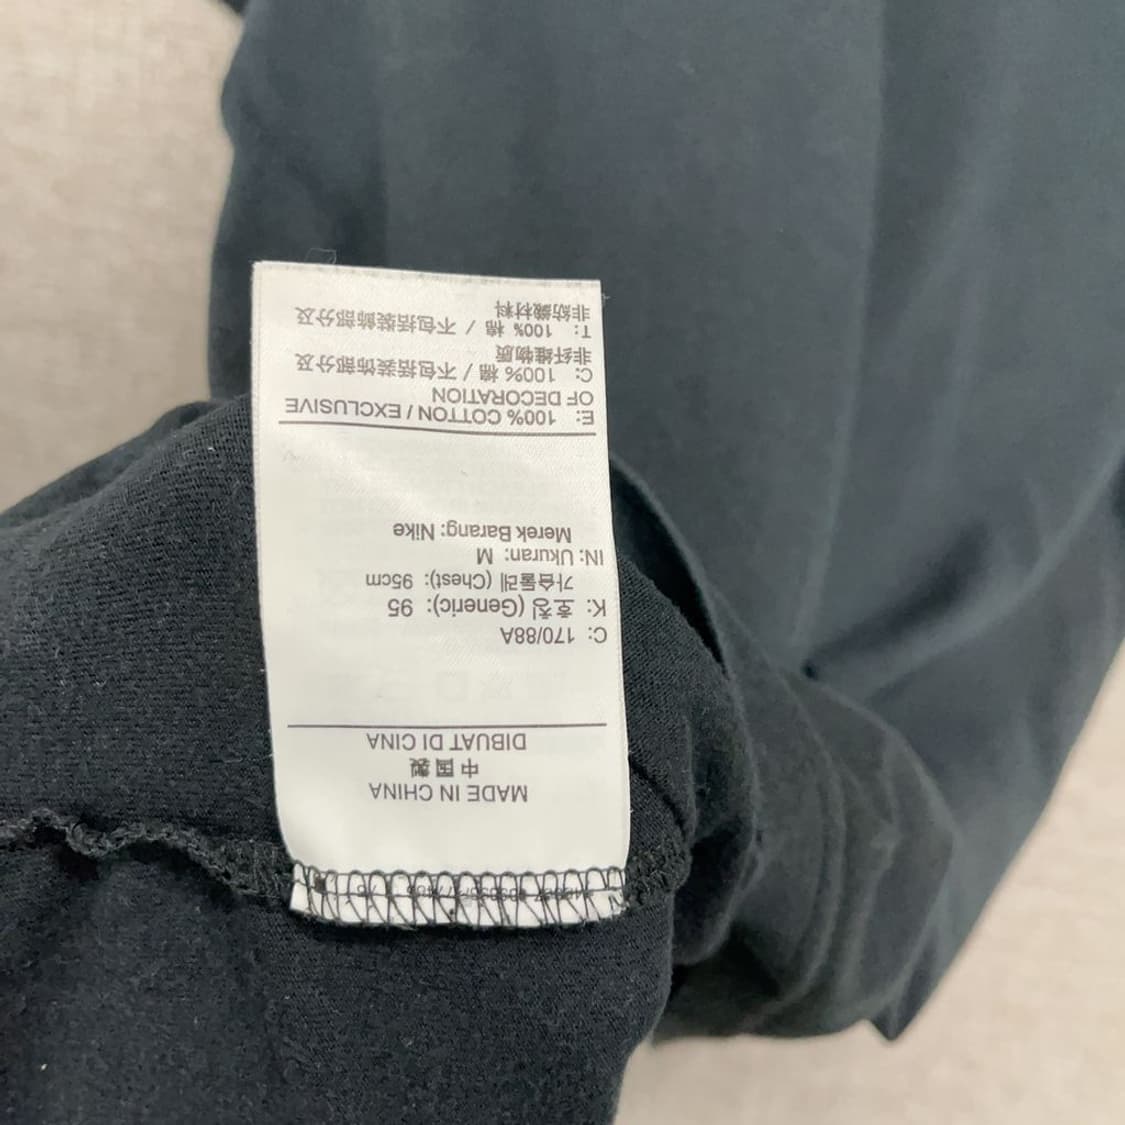 MADE IN CHINA
中国製
DIBUAT DI CINA
C: 170/88A
K: 호칭 (Generic): 95
가슴둘레 (Chest): 95cm
IN: Ukuran: M
Merek Barang: Nike
E: 100% COTTON / EXCLUSIVE
OF DECORATION
C: 100% 棉 / 不包括装饰部分及
非纤维物质
T: 100% 棉 / 不包括裝飾部分及
非紡織材料